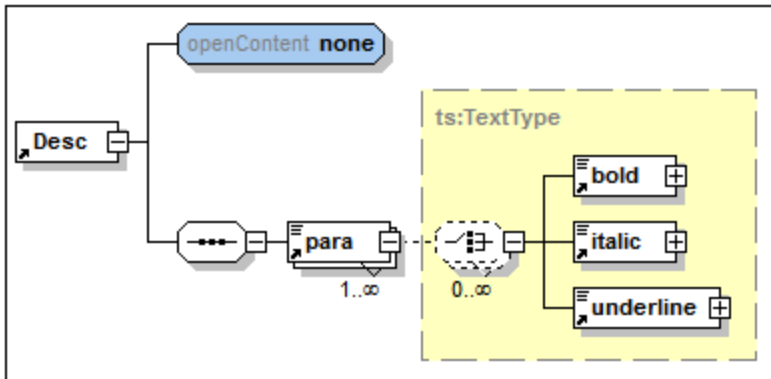 openContent none
ts:TextType
Desc
bold
para
italic
1..∞
0..∞
underline